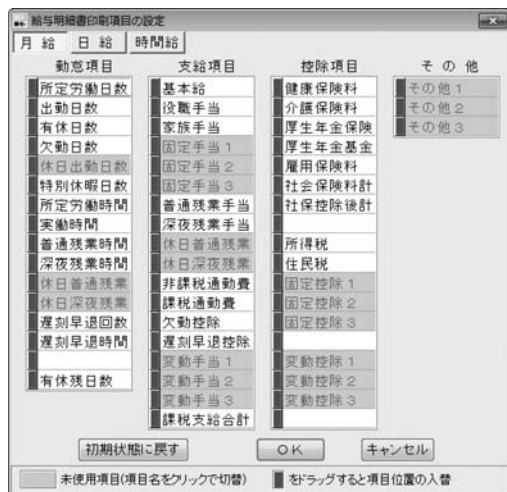 給与明細書印刷項目の設定
月 給
日 給
時間給
勤怠項目
所定労働日数
出勤日数
有休日数
欠勤日数
休日出勤日数
特別休暇日数
所定労働時間
実働時間
普通残業時間
深夜残業時間
休日普通残業
休日深夜残業
遅刻早退回数
遅刻早退時間
有休残日数
支給項目
基本給
役職手当
家族手当
固定手当1
固定手当2
固定手当3
普通残業手当
深夜残業手当
休日普通残業
休日深夜残業
非課税通勤費
課税通勤費
欠勤控除
遅刻早退控除
変動手当1
変動手当2
変動手当3
課税支給合計
控除項目
健康保険料
介護保険料
厚生年金保険
厚生年金基金
雇用保険料
社会保険料計
社保控除後計
所得税
住民税
固定控除1
固定控除2
固定控除3
変動控除1
変動控除2
変動控除3
そ の 他
その他1
その他2
その他3
初期状態に戻す
OK
キャンセル
未使用項目(項目名をクリックで切替)
をドラッグすると項目位置の入替